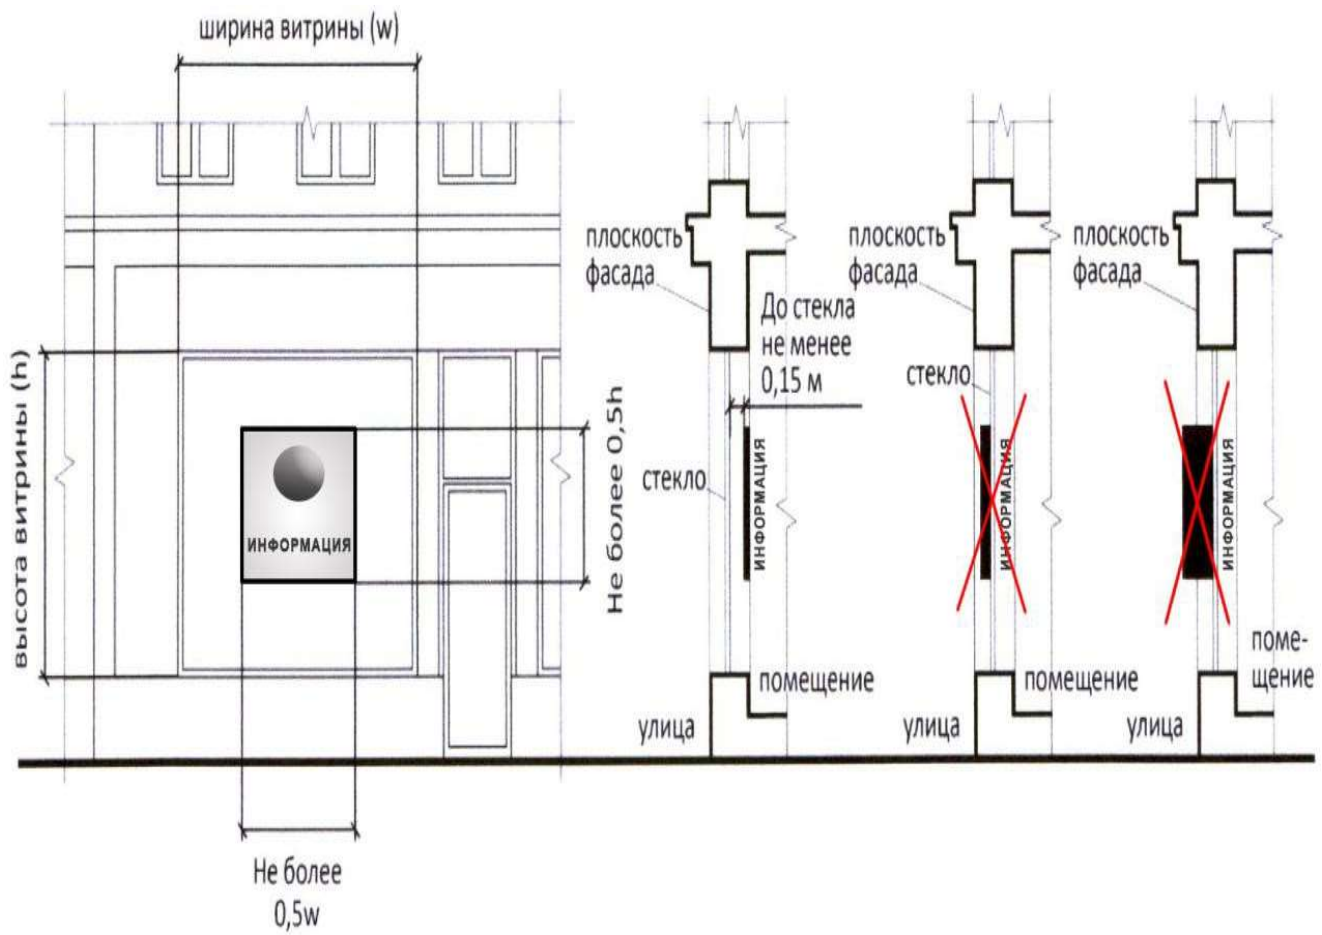 ширина витрины (w)
высота витрины (h)
ИНФОРМАЦИЯ
Не более 0,5h
Не более
0,5w
плоскость
фасада
До стекла
не менее
0,15 м
стекло
ИНФОРМАЦИЯ
помещение
улица
плоскость
фасада
стекло
ИНФОРМАЦИЯ
помещение
улица
плоскость
фасада
ИНФОРМАЦИЯ
поме-
щение
улица